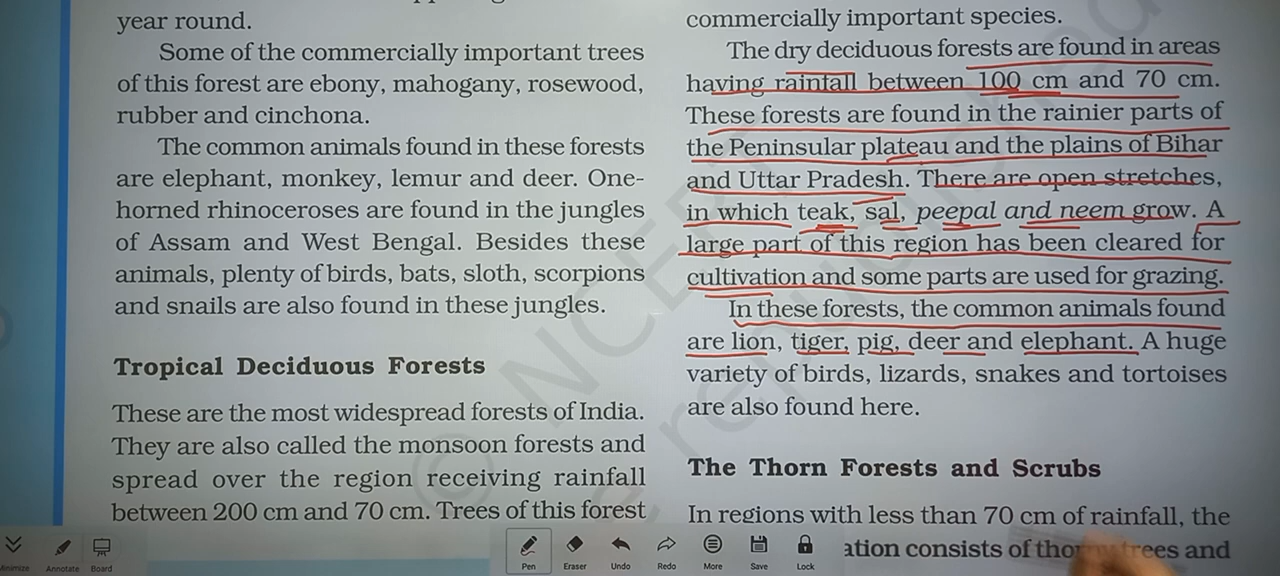 year round.
Some of the commercially important trees
of this forest are ebony, mahogany, rosewood,
rubber and cinchona.
The common animals found in these forests
are elephant, monkey, lemur and deer. One-
horned rhinoceroses are found in the jungles
of Assam and West Bengal. Besides these
animals, plenty of birds, bats, sloth, scorpions
and snails are also found in these jungles.
Tropical Deciduous Forests
These are the most widespread forests of India.
They are also called the monsoon forests and
spread over the region receiving rainfall
between 200 cm and 70 cm. Trees of this forest
commercially important species.
The dry deciduous forests are found in areas
having rainfall between 100 cm and 70 cm.
These forests are found in the rainier parts of
the Peninsular plateau and the plains of Bihar
and Uttar Pradesh. There are open stretches,
in which teak, sal, peepal and neem grow. A
large part of this region has been cleared for
cultivation and some parts are used for grazing.
In these forests, the common animals found
are lion, tiger, pig, deer and elephant. A huge
variety of birds, lizards, snakes and tortoises
are also found here.
The Thorn Forests and Scrubs
In regions with less than 70 cm of rainfall, the
consists of thorny trees and
© NCERT
Annotate
Board
Pen
Eraser
Undo
Redo
More
Save
Lock